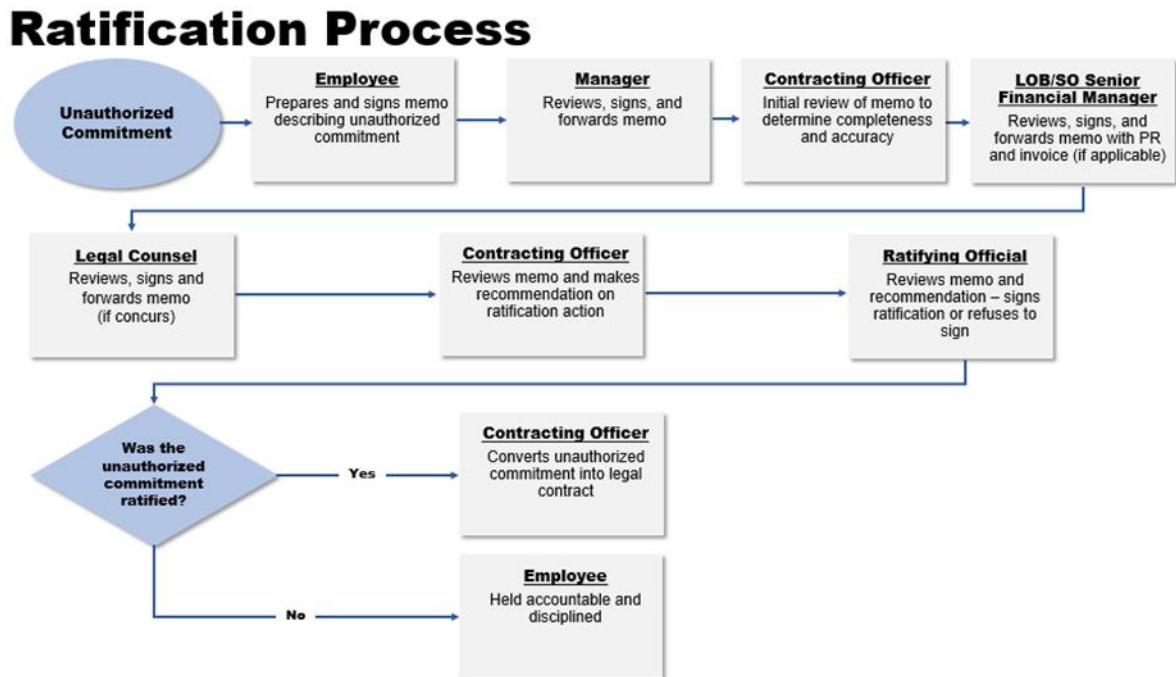 Ratification Process
Unauthorized
Commitment
Employee
Prepares and signs memo
describing unauthorized
commitment
Manager
Reviews, signs, and
forwards memo
Contracting Officer
Initial review of memo to
determine completeness
and accuracy
LOB/SO Senior
Financial Manager
Reviews, signs, and
forwards memo with PR
and invoice (if applicable)
Legal Counsel
Reviews, signs and
forwards memo
(if concurs)
Contracting Officer
Reviews memo and makes
recommendation on
ratification action
Ratifying Official
Reviews memo and
recommendation – signs
ratification or refuses to
sign
Was the
unauthorized
commitment
ratified?
Yes
Contracting Officer
Converts unauthorized
commitment into legal
contract
No
Employee
Held accountable and
disciplined